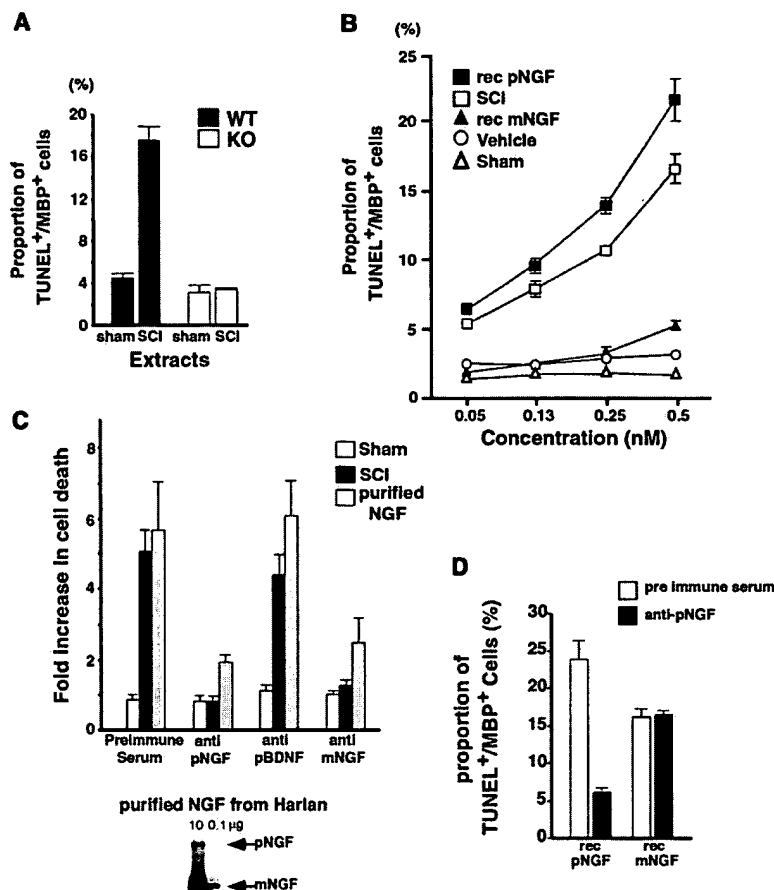 A
(%)
WT
KO
20
16
12
8
4
0
Proportion of
TUNEL+/MBP+ cells
sham SCI sham SCI
Extracts
B
(%)
25
20
15
10
5
0
rec pNGF
SCI
rec mNGF
Vehicle
Sham
Proportion of
TUNEL+/MBP+ cells
0.05 0.13 0.25 0.5
Concentration (nM)
C
8
6
4
2
0
Sham
SCI
purified
NGF
Fold increase in cell death
Preimmune
Serum
anti
pNGF
anti
pBDNF
anti
mNGF
purified NGF from Harlan
10 0.1 µg
pNGF
mNGF
D
pre immune serum
anti-pNGF
30
25
20
15
10
5
0
proportion of
TUNEL+/MBP+ Cells (%)
rec
pNGF
rec
mNGF